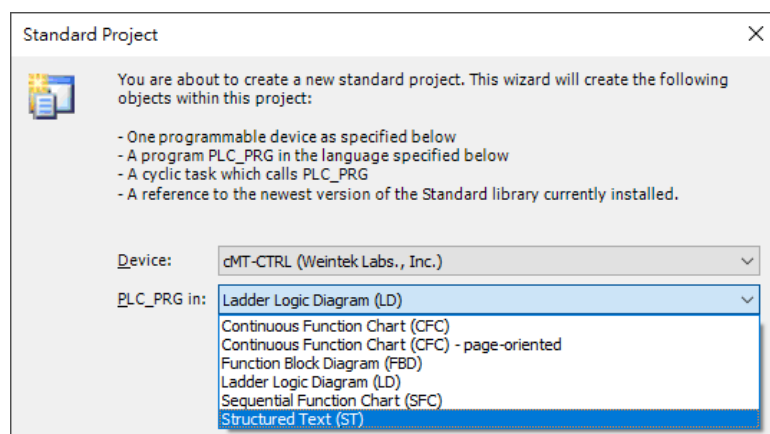 Standard Project
You are about to create a new standard project. This wizard will create the following
objects within this project:
- One programmable device as specified below
- A program PLC_PRG in the language specified below
- A cyclic task which calls PLC_PRG
- A reference to the newest version of the Standard library currently installed.
Device: cMT-CTRL (Weintek Labs., Inc.)
PLC_PRG in: Ladder Logic Diagram (LD)
Continuous Function Chart (CFC)
Continuous Function Chart (CFC) - page-oriented
Function Block Diagram (FBD)
Ladder Logic Diagram (LD)
Sequential Function Chart (SFC)
Structured Text (ST)